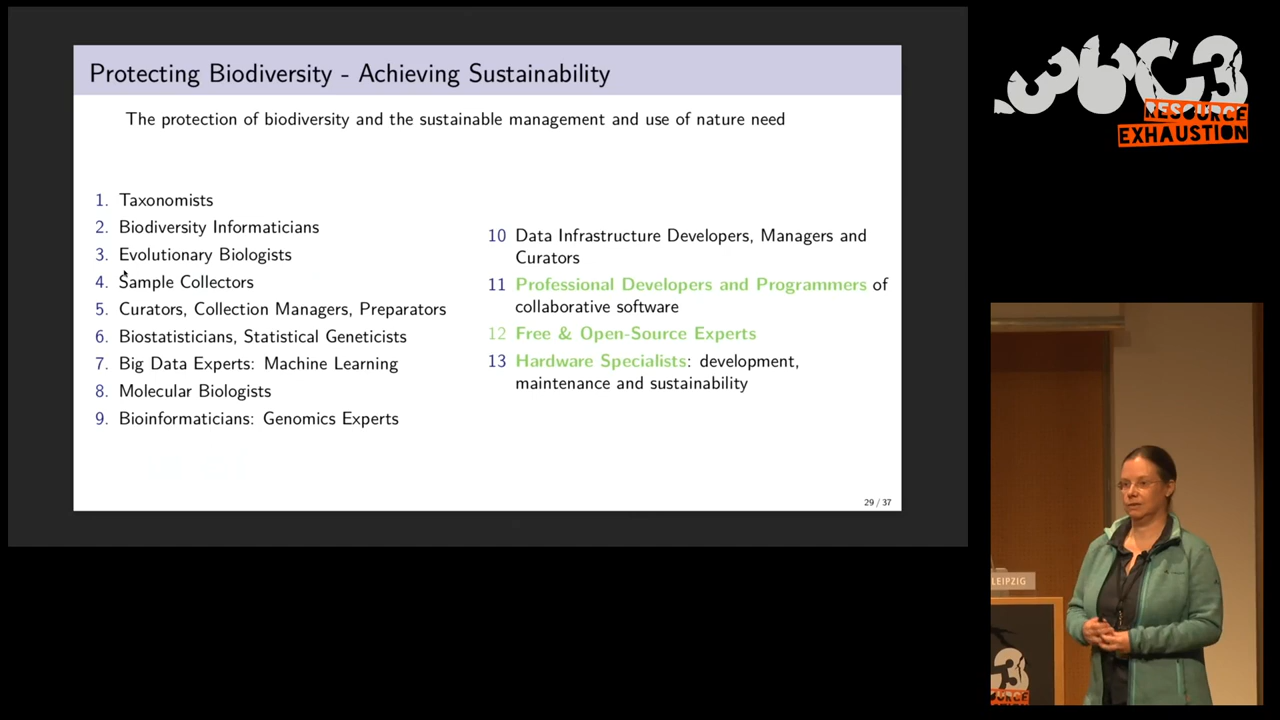 Protecting Biodiversity - Achieving Sustainability
The protection of biodiversity and the sustainable management and use of nature need
1. Taxonomists
2. Biodiversity Informaticians
3. Evolutionary Biologists
4. Sample Collectors
5. Curators, Collection Managers, Preparators
6. Biostatisticians, Statistical Geneticists
7. Big Data Experts: Machine Learning
8. Molecular Biologists
9. Bioinformaticians: Genomics Experts
10 Data Infrastructure Developers, Managers and
Curators
11 Professional Developers and Programmers of
collaborative software
12 Free & Open-Source Experts
13 Hardware Specialists: development,
maintenance and sustainability
29 / 37
36C3
RESOURCE
EXHAUSTION
LEIPZIG
RESOURCE